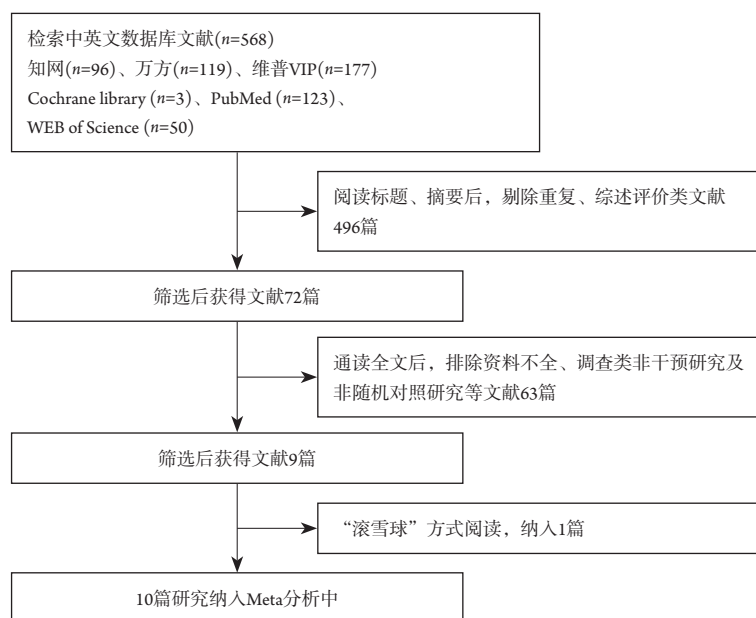 检索中英文数据库文献(n=568)
知网(n=96)、万方(n=119)、维普VIP(n=177)
Cochrane library (n=3)、PubMed (n=123)、
WEB of Science (n=50)
阅读标题、摘要后，剔除重复、综述评价类文献
496篇
筛选后获得文献72篇
通读全文后，排除资料不全、调查类非干预研究及
非随机对照研究等文献63篇
筛选后获得文献9篇
“滚雪球”方式阅读，纳入1篇
10篇研究纳入Meta分析中